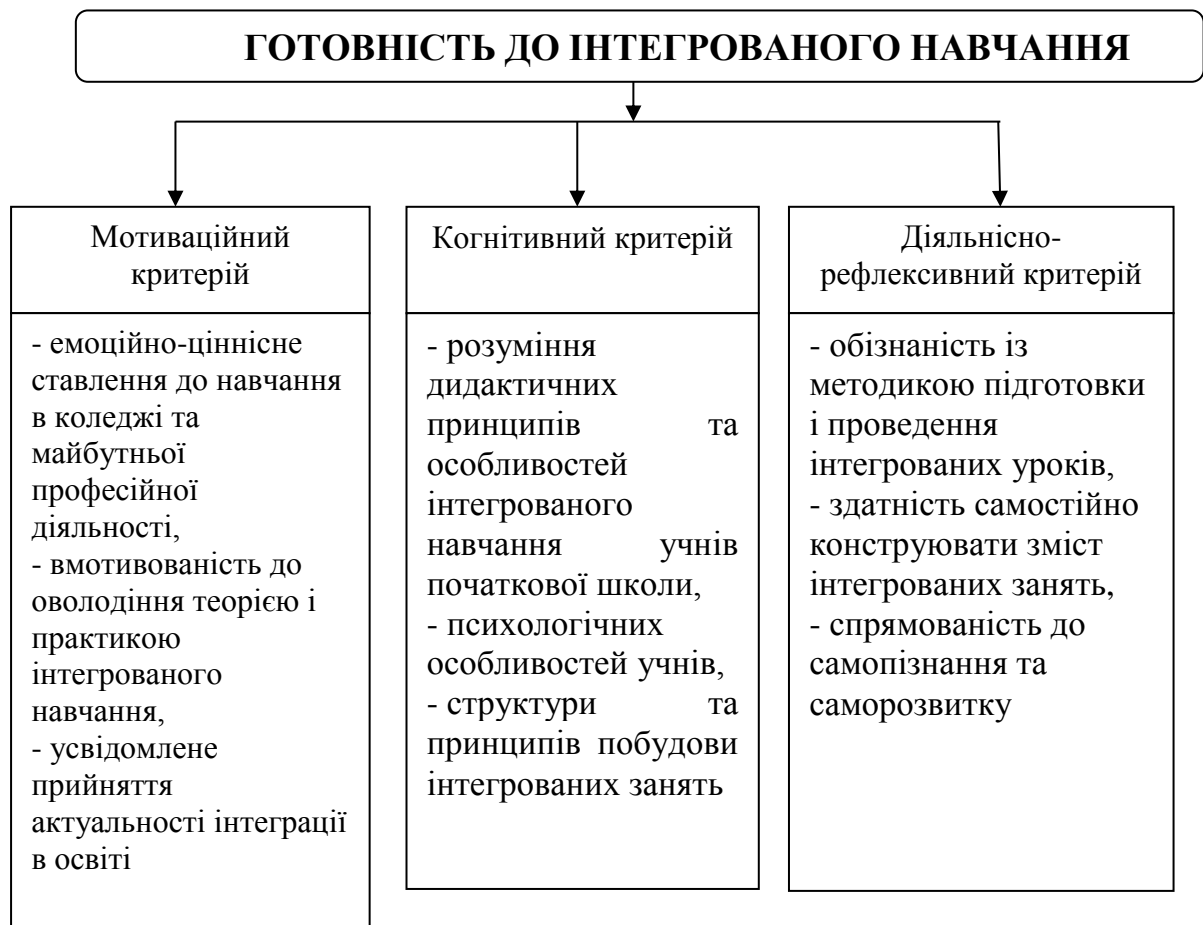 ГОТОВНІСТЬ ДО ІНТЕГРОВАНОГО НАВЧАННЯ
Мотиваційний
критерій
- емоційно-ціннісне
ставлення до навчання
в коледжі та
майбутньої
професійної
діяльності,
- вмотивованість до
оволодіння теорією і
практикою
інтегрованого
навчання,
- усвідомлене
прийняття
актуальності інтеграції
в освіті
Когнітивний критерій
- розуміння
дидактичних
принципів та
особливостей
інтегрованого
навчання учнів
початкової школи,
- психологічних
особливостей учнів,
- структури та
принципів побудови
інтегрованих занять
Діяльнісно-
рефлексивний критерій
- обізнаність із
методикою підготовки
і проведення
інтегрованих уроків,
- здатність самостійно
конструювати зміст
інтегрованих занять,
- спрямованість до
самопізнання та
саморозвитку